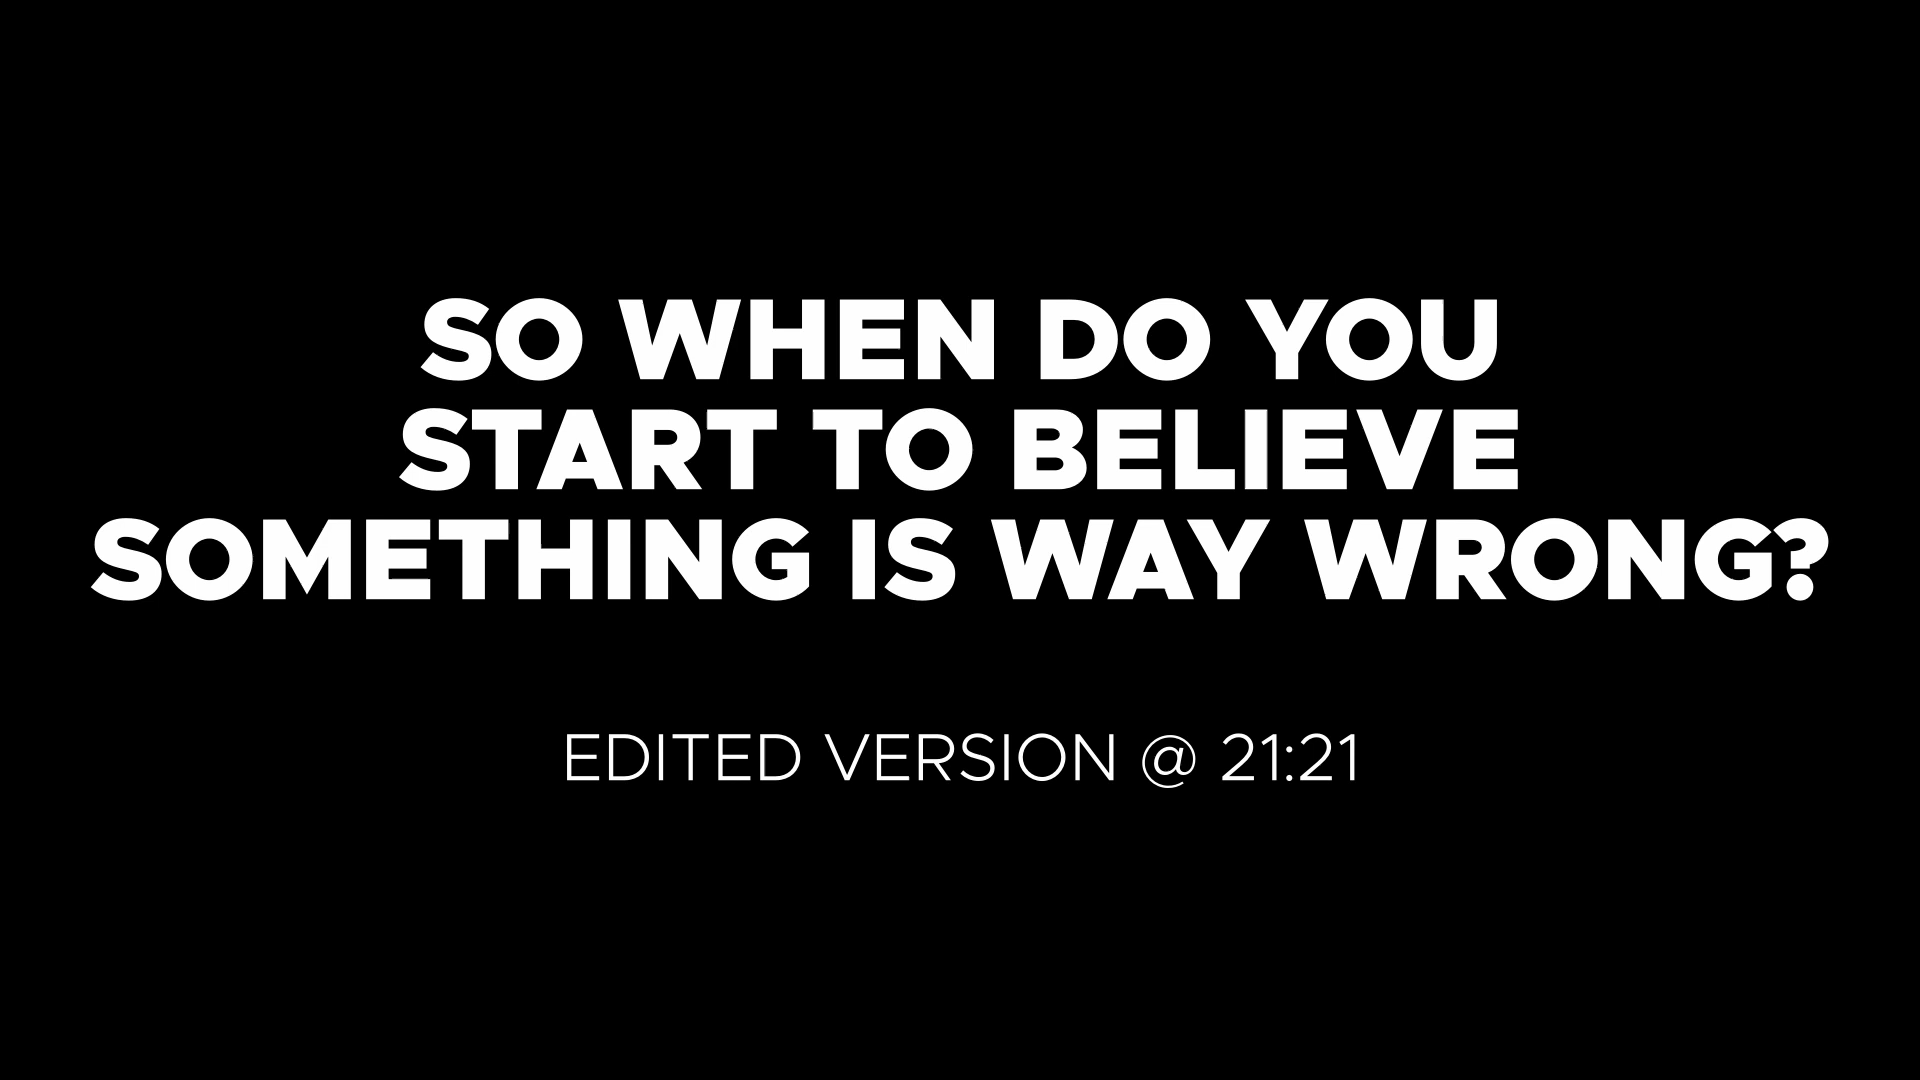 SO WHEN DO YOU
START TO BELIEVE
SOMETHING IS WAY WRONG?
EDITED VERSION @ 21:21